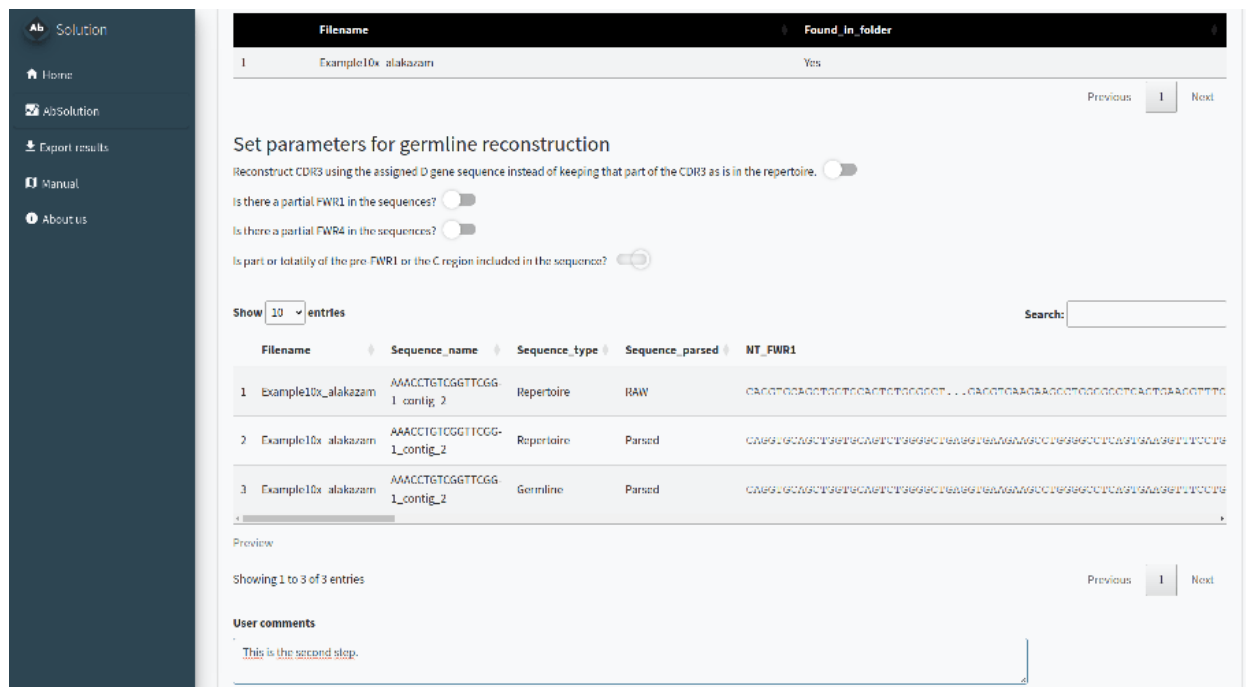 Ab Solution
Home
AbSolution
Export results
Manual
About us
Filename Found_in_folder
1 Example10x_alakazam Yes
Previous 1 Next
Set parameters for germline reconstruction
Reconstruct CDR3 using the assigned D gene sequence instead of keeping that part of the CDR3 as is in the repertoire.
Is there a partial FWR1 in the sequences?
Is there a partial FWR4 in the sequences?
Is part or totatily of the pre-FWR1 or the C region included in the sequence?
Show 10 entries Search:
Filename Sequence_name Sequence_type Sequence_parsed NT_FWR1
1 Example10x_alakazam AAACCTGTCGGTTCGG-1_contig_2 Repertoire RAW
2 Example10x_alakazam AAACCTGTCGGTTCGG-1_contig_2 Repertoire Parsed
3 Example10x_alakazam AAACCTGTCGGTTCGG-1_contig_2 Germline Parsed
Preview
Showing 1 to 3 of 3 entries
Previous 1 Next
User comments
This is the second step.